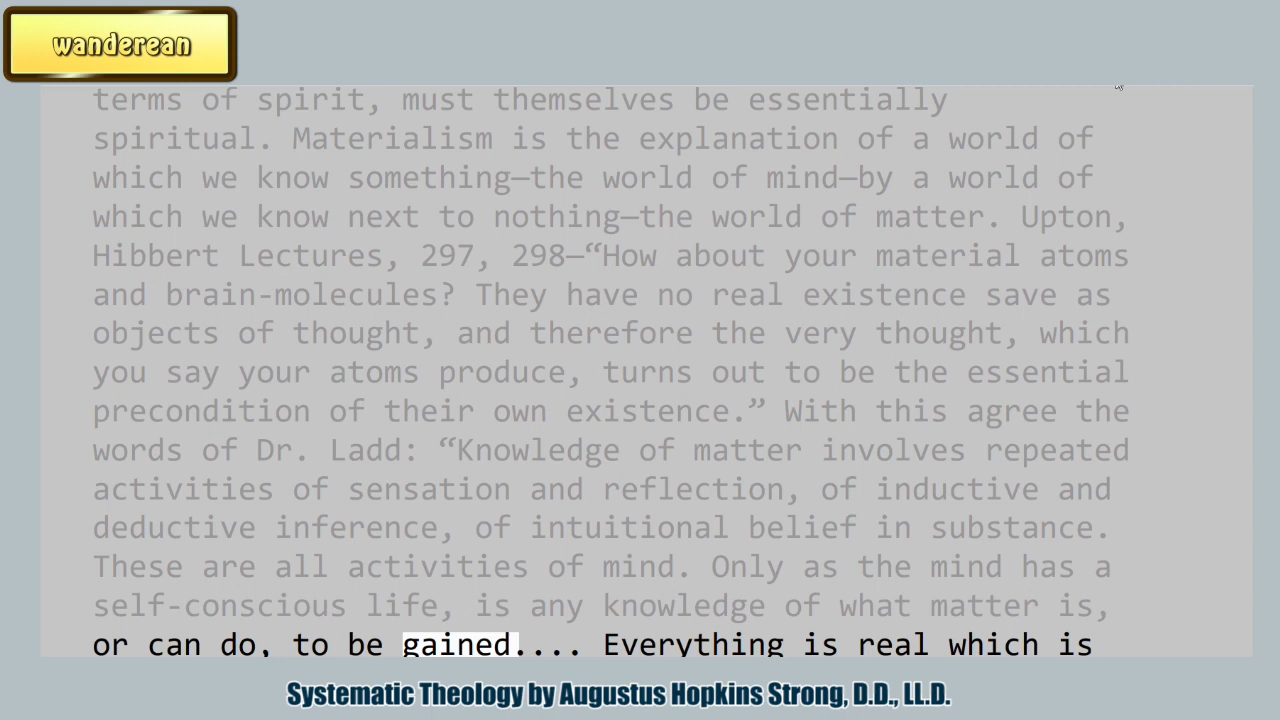 wanderean
terms of spirit, must themselves be essentially
spiritual. Materialism is the explanation of a world of
which we know something—the world of mind—by a world of
which we know next to nothing—the world of matter. Upton,
Hibbert Lectures, 297, 298—“How about your material atoms
and brain-molecules? They have no real existence save as
objects of thought, and therefore the very thought, which
you say your atoms produce, turns out to be the essential
precondition of their own existence.” With this agree the
words of Dr. Ladd: “Knowledge of matter involves repeated
activities of sensation and reflection, of inductive and
deductive inference, of intuitional belief in substance.
These are all activities of mind. Only as the mind has a
self-conscious life, is any knowledge of what matter is,
or can do, to be gained.... Everything is real which is
Systematic Theology by Augustus Hopkins Strong, D.D., LL.D.